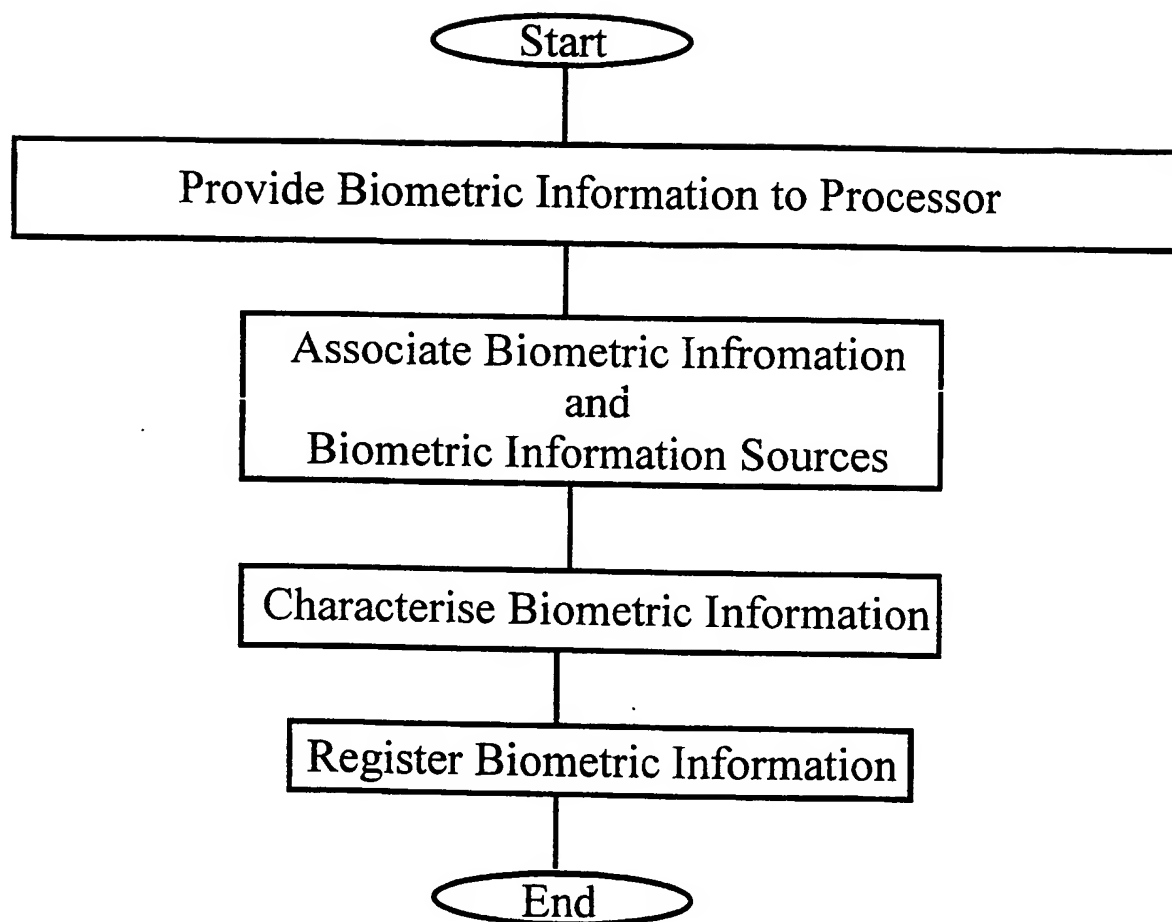 Start
Provide Biometric Information to Processor
Associate Biometric Infromation
and
Biometric Information Sources
Characterise Biometric Information
Register Biometric Information
End